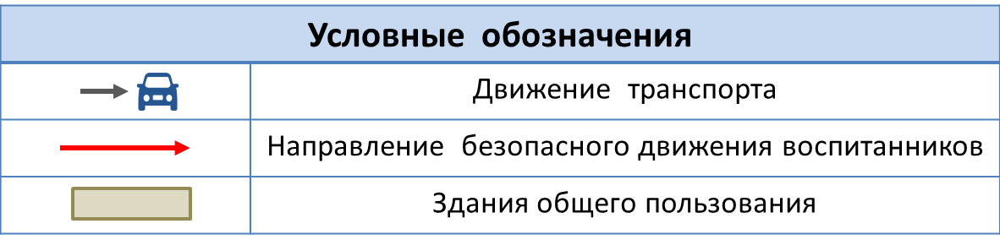 Условные обозначения
Движение транспорта
Направление безопасного движения воспитанников
Здания общего пользования